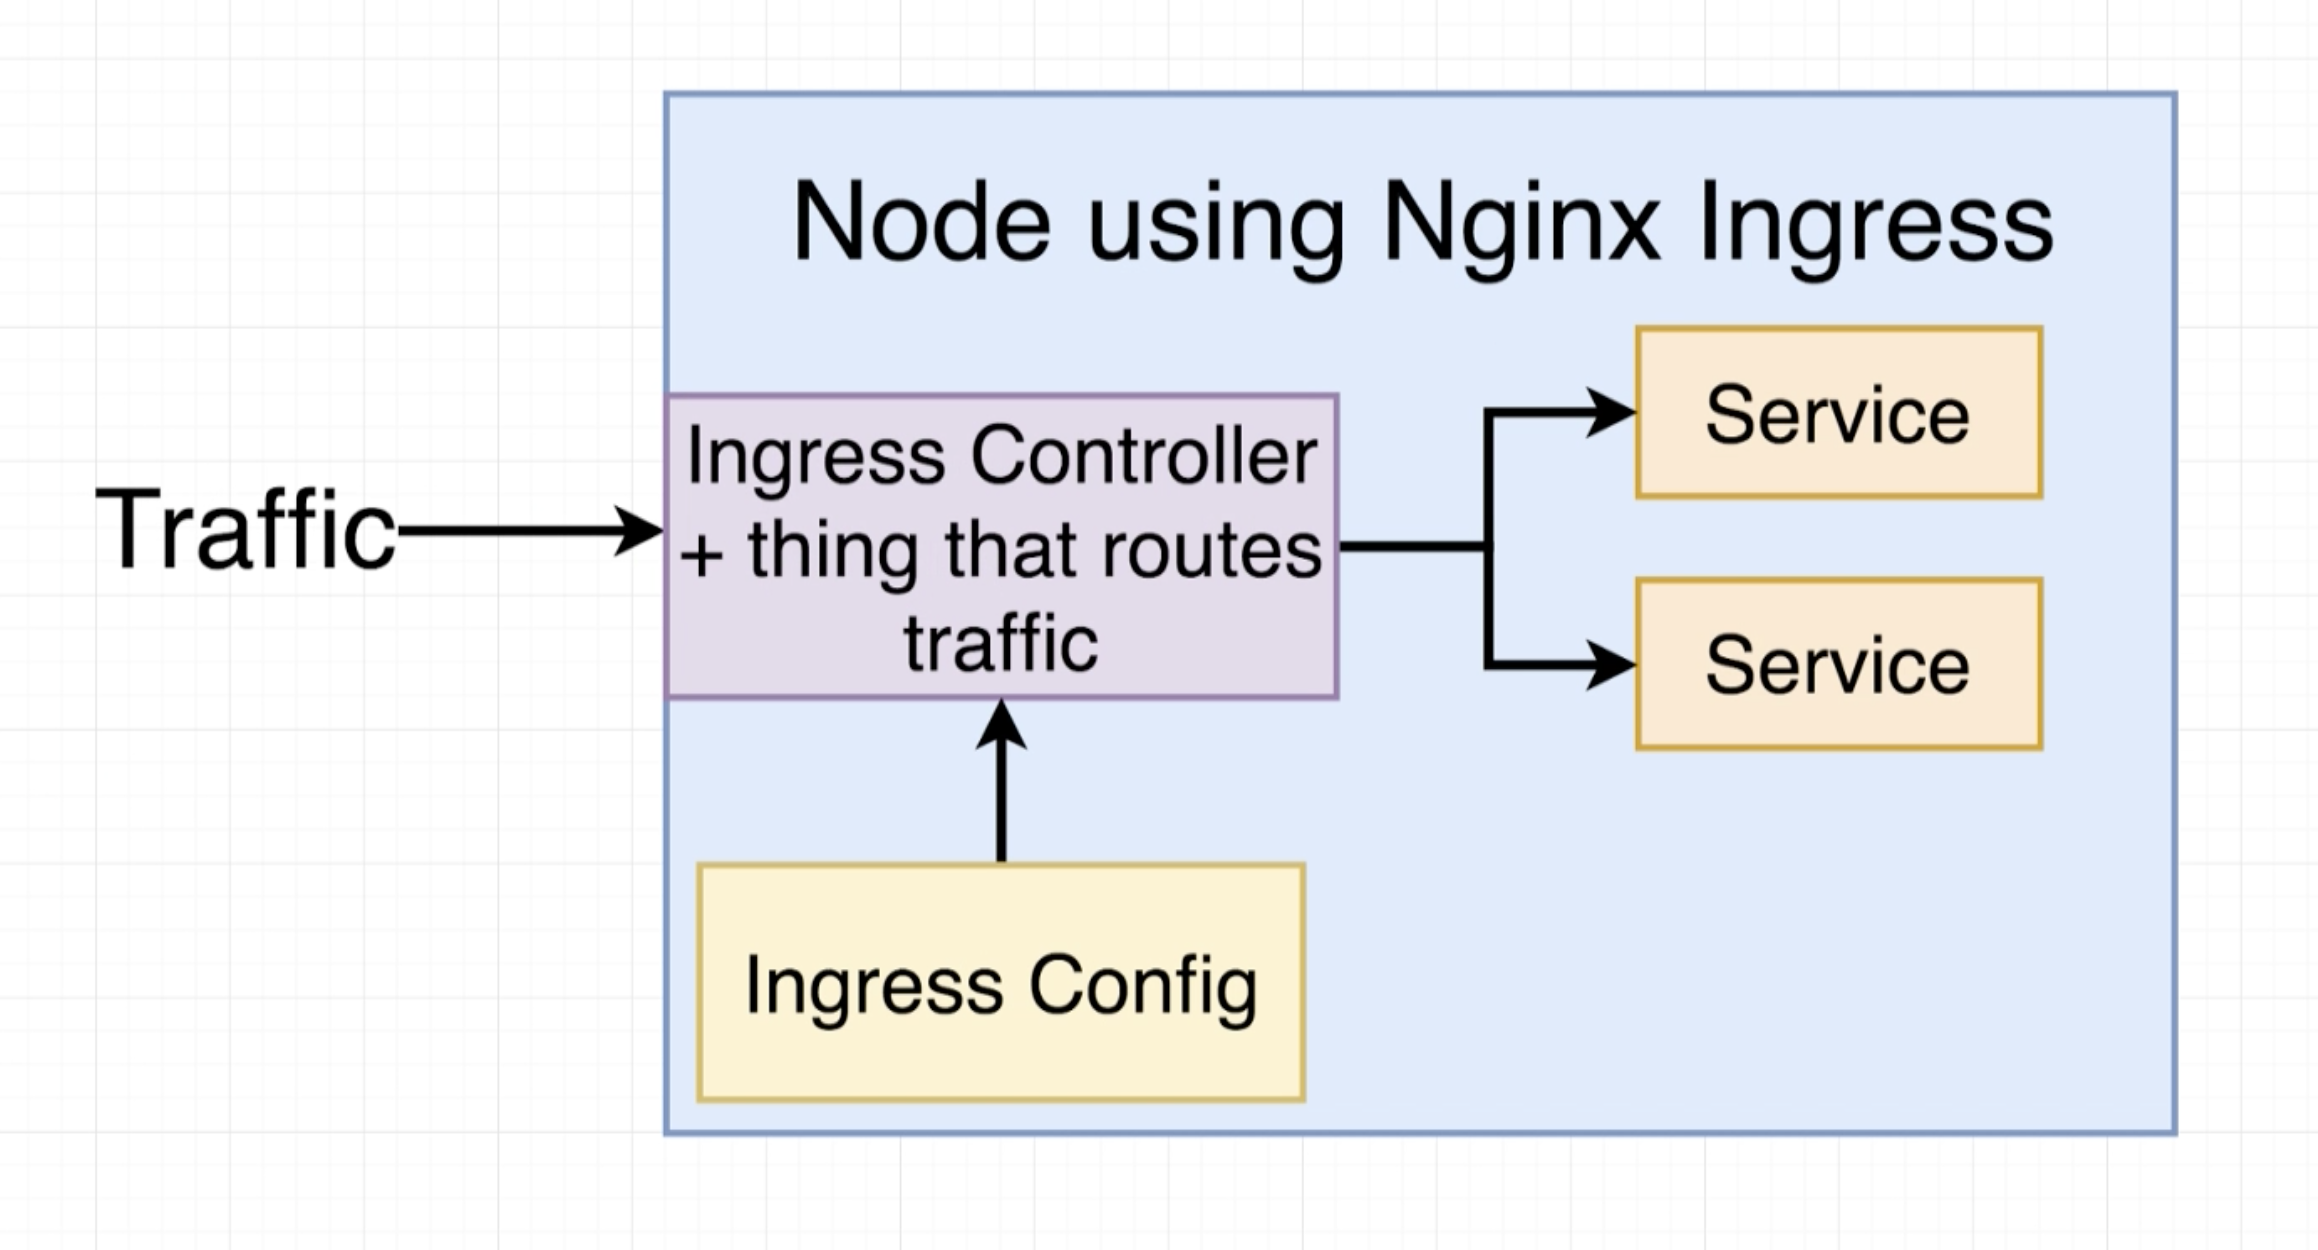 Node using Nginx Ingress
Traffic
Ingress Controller
+ thing that routes
traffic
Service
Service
Ingress Config